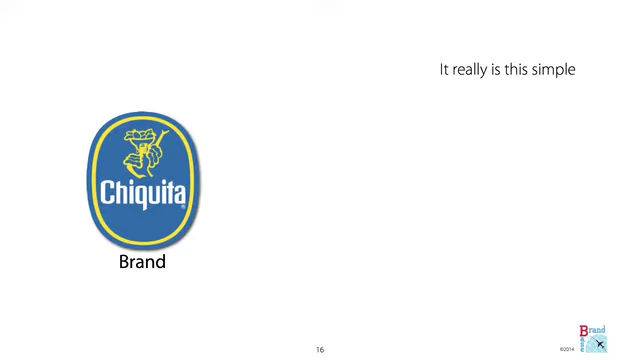 It really is this simple
Chiquita
®
Brand
16
©2014
Brand